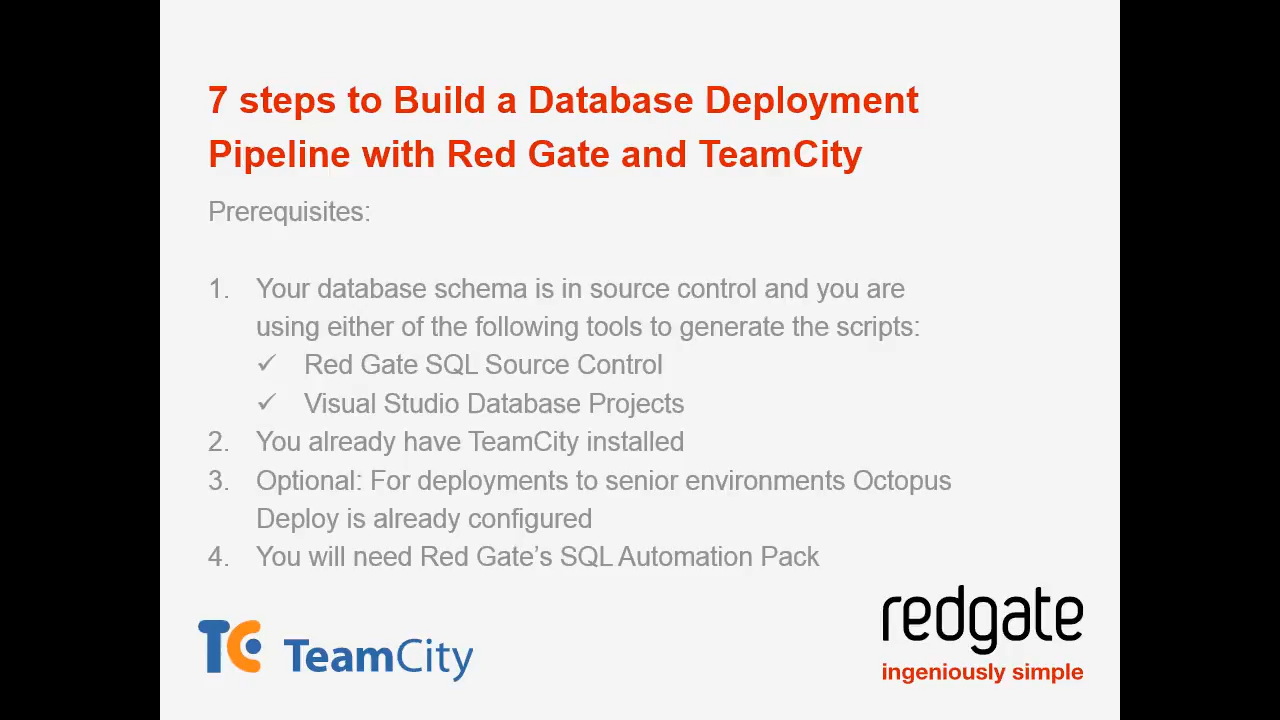 7 steps to Build a Database Deployment
Pipeline with Red Gate and TeamCity
Prerequisites:
1. Your database schema is in source control and you are
using either of the following tools to generate the scripts:
✓ Red Gate SQL Source Control
✓ Visual Studio Database Projects
2. You already have TeamCity installed
3. Optional: For deployments to senior environments Octopus
Deploy is already configured
4. You will need Red Gate’s SQL Automation Pack
TC TeamCity
redgate
ingeniously simple